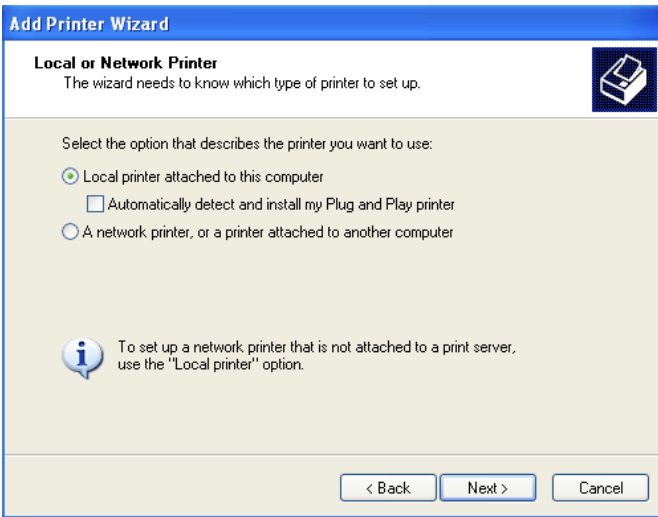 Add Printer Wizard
Local or Network Printer
The wizard needs to know which type of printer to set up.
Select the option that describes the printer you want to use:
Local printer attached to this computer
Automatically detect and install my Plug and Play printer
A network printer, or a printer attached to another computer
To set up a network printer that is not attached to a print server,
use the "Local printer" option.
< Back Next > Cancel